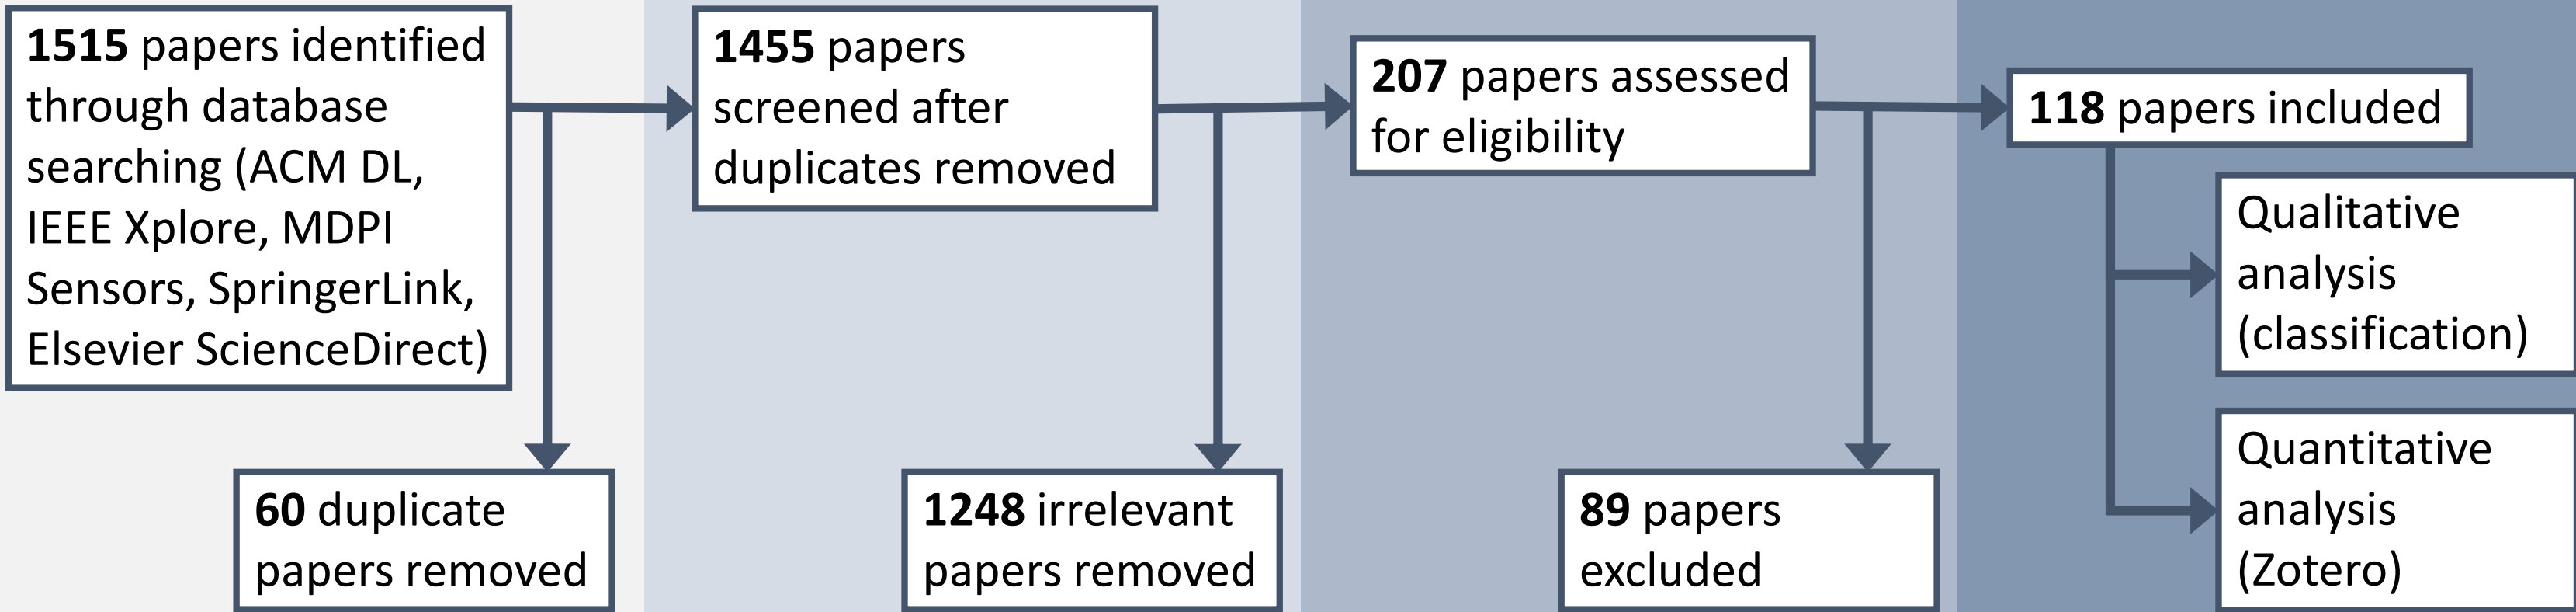 1515 papers identified
through database
searching (ACM DL,
IEEE Xplore, MDPI
Sensors, SpringerLink,
Elsevier ScienceDirect)
60 duplicate
papers removed
1455 papers
screened after
duplicates removed
1248 irrelevant
papers removed
207 papers assessed
for eligibility
89 papers
excluded
118 papers included
Qualitative
analysis
(classification)
Quantitative
analysis
(Zotero)